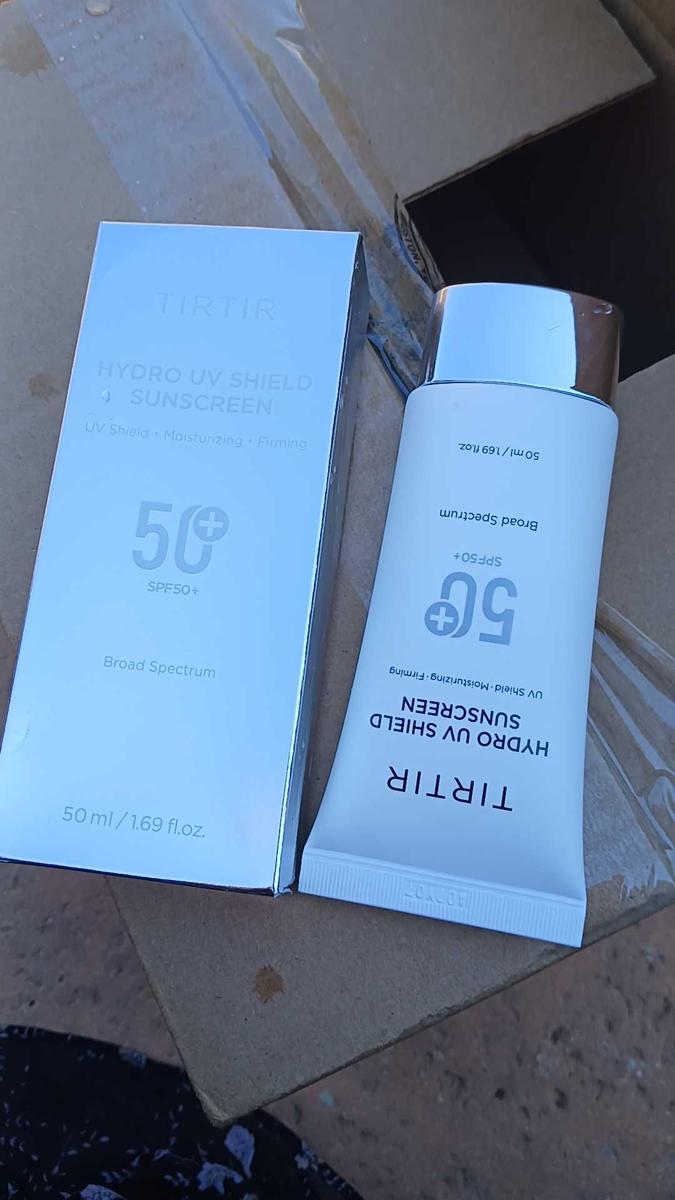 TIRTIR
HYDRO UV SHIELD
SUNSCREEN
UV Shield · Moisturizing · Firming
50+
SPF50+
Broad Spectrum
50 ml / 1.69 fl.oz.
TIRTIR
HYDRO UV SHIELD
SUNSCREEN
UV Shield · Moisturizing · Firming
50+
SPF50+
Broad Spectrum
50 ml / 1.69 fl.oz.